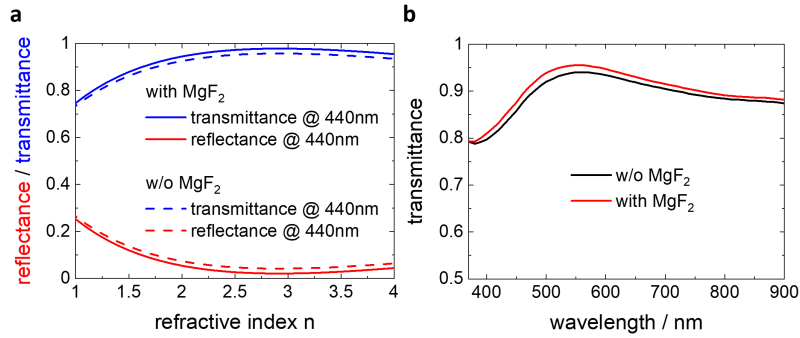 a
reflectance / transmittance
1
0.8
0.6
0.4
0.2
0
with MgF₂
transmittance @ 440nm
reflectance @ 440nm
w/o MgF₂
transmittance @ 440nm
reflectance @ 440nm
1 1.5 2 2.5 3 3.5 4
refractive index n
b
transmittance
1
0.9
0.8
0.7
0.6
0.5
w/o MgF₂
with MgF₂
400 500 600 700 800 900
wavelength / nm